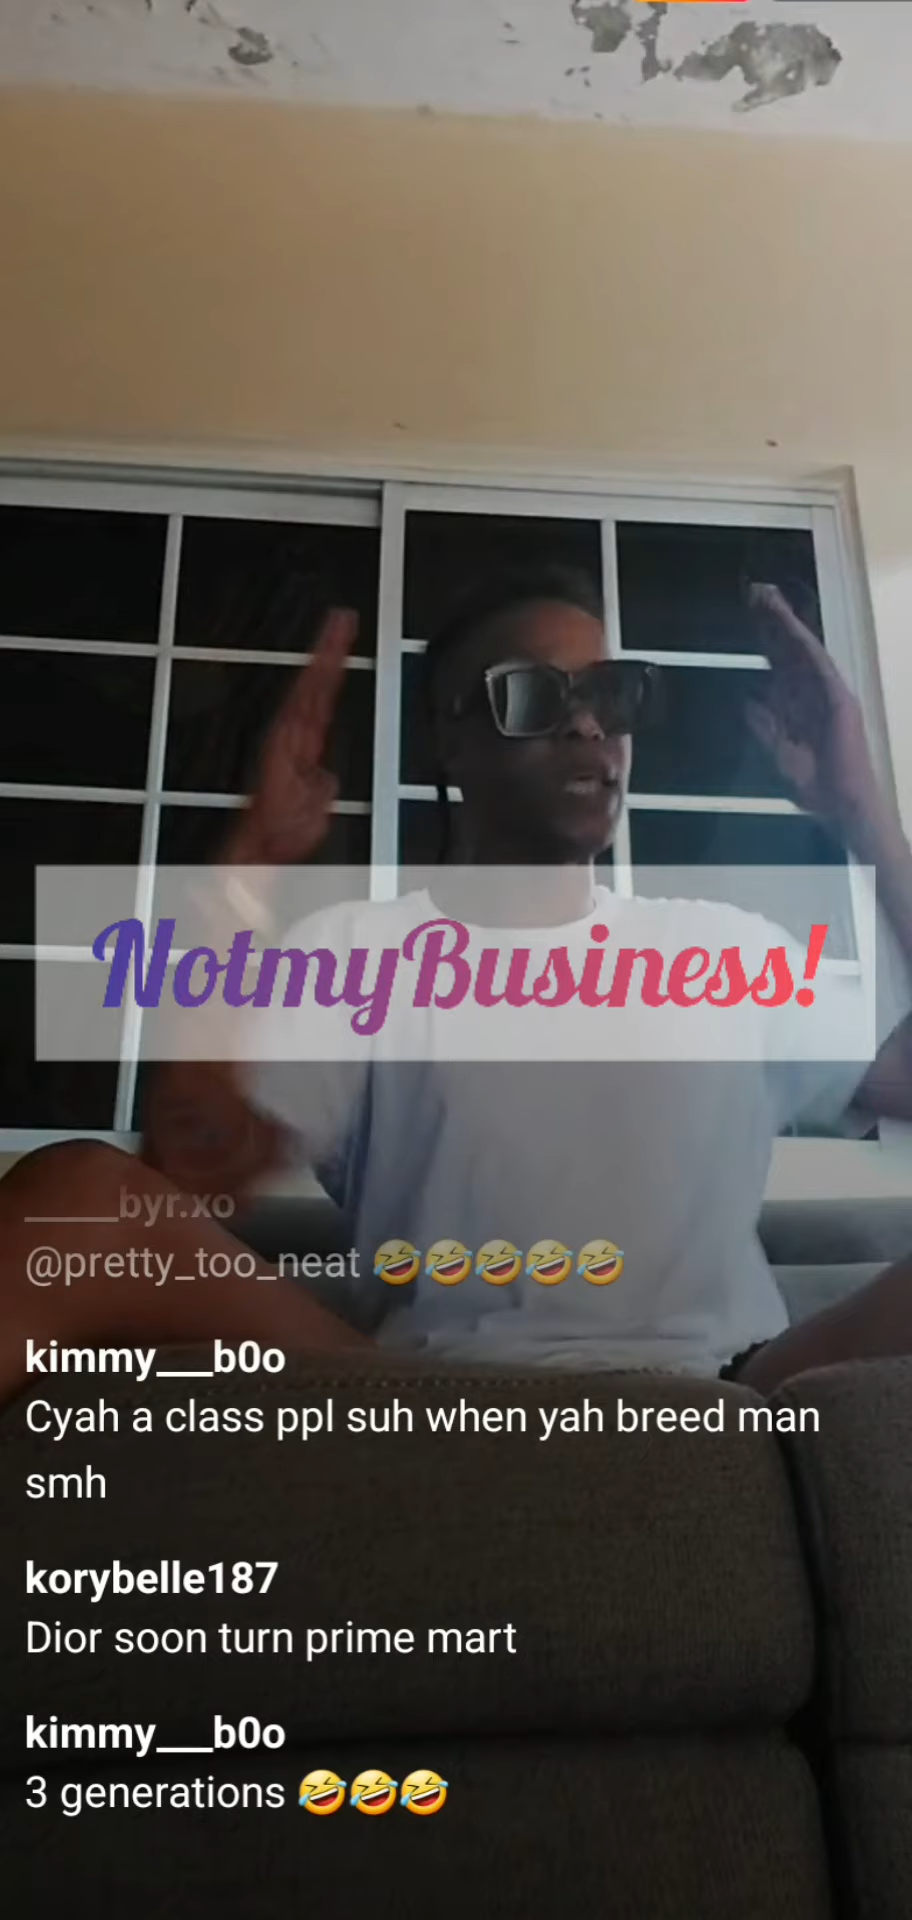 NotmyBusiness!
_____byr.xo
@pretty_too_neat 🤣🤣🤣🤣🤣
kimmy___b0o
Cyah a class ppl suh when yah breed man
smh
korybelle187
Dior soon turn prime mart
kimmy___b0o
3 generations 🤣🤣🤣